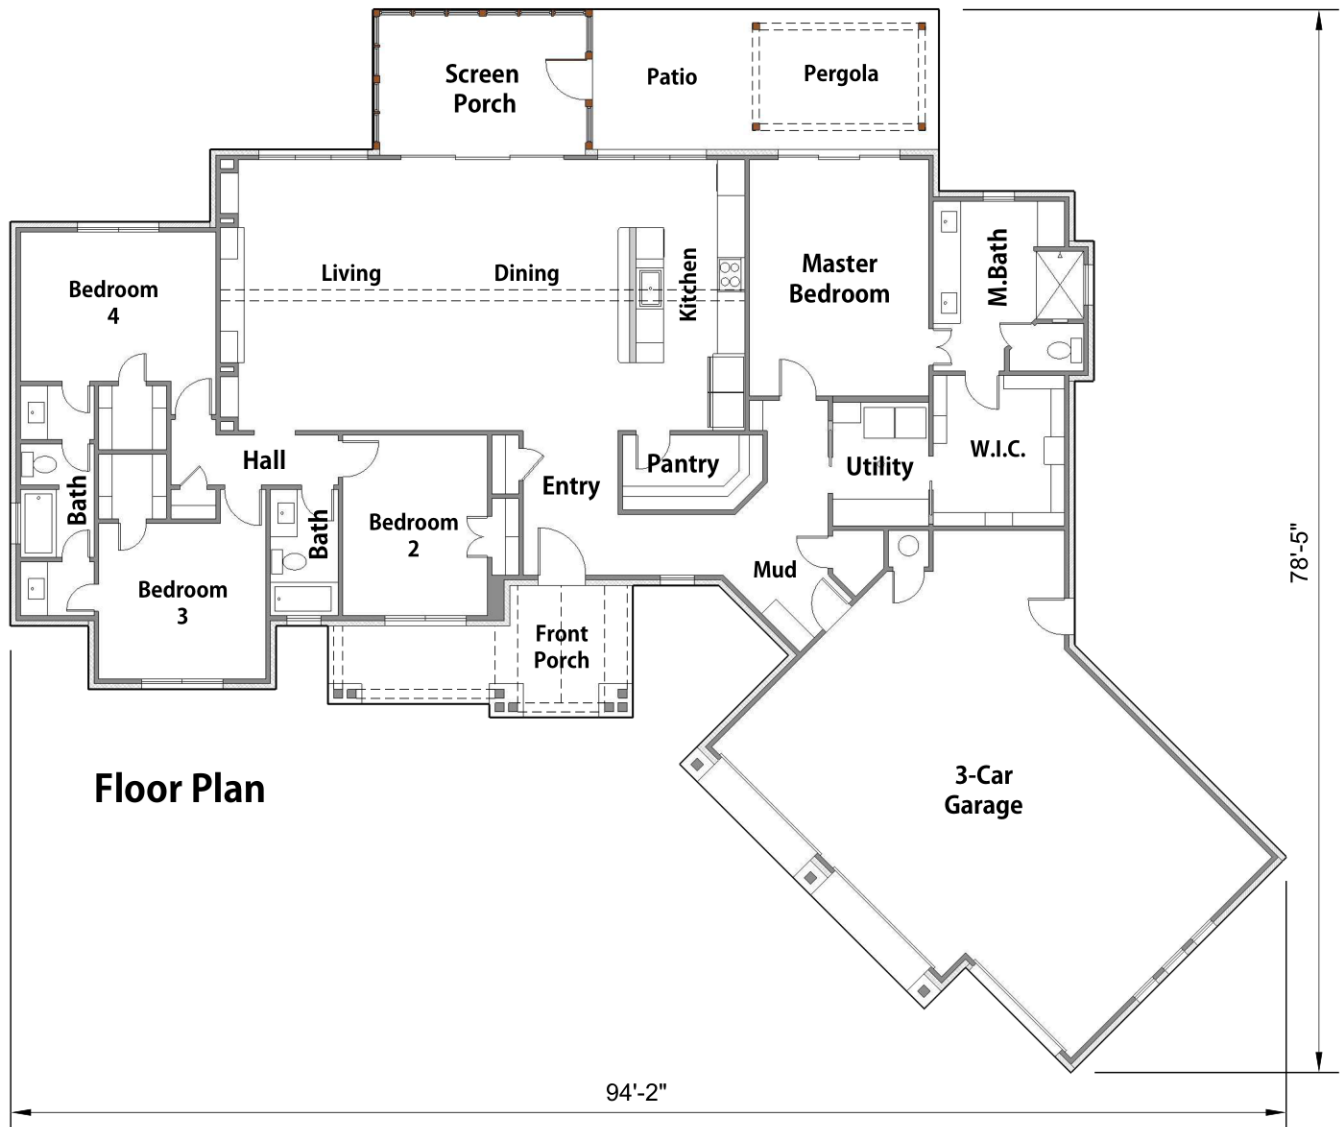 Screen
Porch
Patio
Pergola
Living
Dining
Kitchen
Master
Bedroom
M.Bath
Bedroom
4
Hall
Bath
Bath
Bedroom
2
Entry
Pantry
Utility
W.I.C.
Mud
Bedroom
3
Front
Porch
3-Car
Garage
Floor Plan
78'-5"
94'-2"